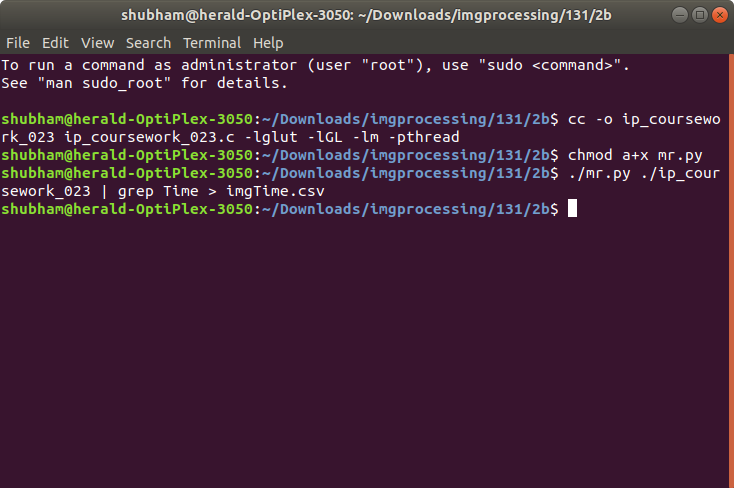 shubham@herald-OptiPlex-3050: ~/Downloads/imgprocessing/131/2b
File Edit View Search Terminal Help
To run a command as administrator (user "root"), use "sudo <command>".
See "man sudo_root" for details.
shubham@herald-OptiPlex-3050:~/Downloads/imgprocessing/131/2b$ cc -o ip_coursewo
rk_023 ip_coursework_023.c -lglut -lGL -lm -pthread
shubham@herald-OptiPlex-3050:~/Downloads/imgprocessing/131/2b$ chmod a+x mr.py
shubham@herald-OptiPlex-3050:~/Downloads/imgprocessing/131/2b$ ./mr.py ./ip_cour
sework_023 | grep Time > imgTime.csv
shubham@herald-OptiPlex-3050:~/Downloads/imgprocessing/131/2b$